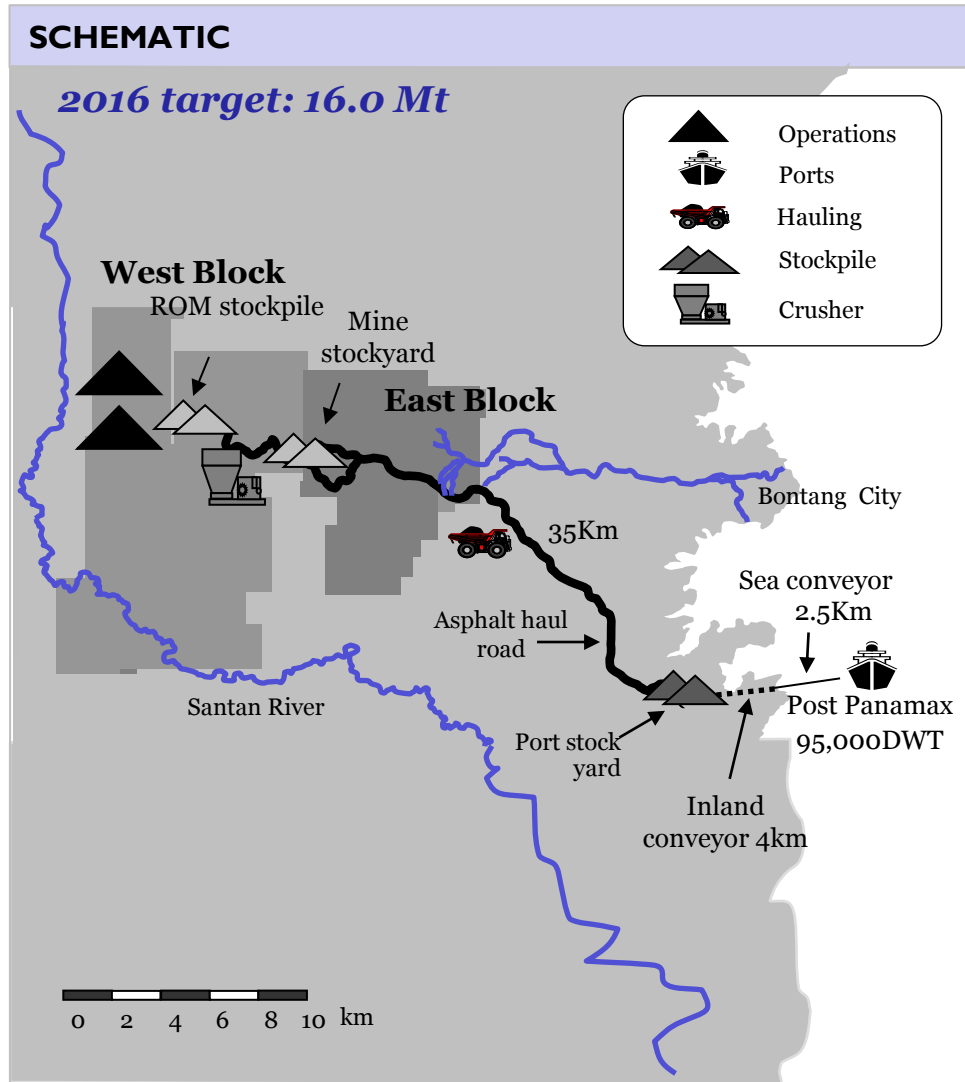 SCHEMATIC
2016 target: 16.0 Mt
Operations
Ports
Hauling
Stockpile
Crusher
West Block
ROM stockpile
Mine
stockyard
East Block
Bontang City
35Km
Sea conveyor
2.5Km
Asphalt haul
road
Santan River
Post Panamax
95,000DWT
Port stock
yard
Inland
conveyor 4km
0 2 4 6 8 10 km